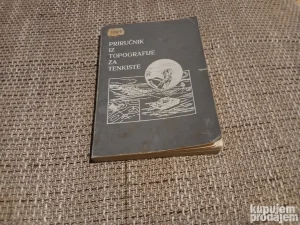 PRIRUČNIK
IZ
TOPOGRAFIJE
ZA
TENKISTE
kupujem
prodajem